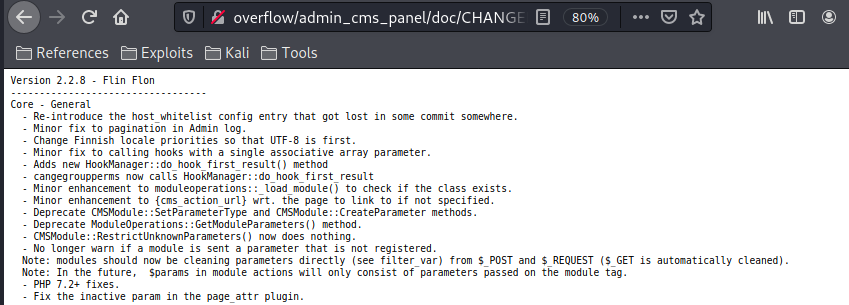 overflow/admin_cms_panel/doc/CHANGE
80%
References Exploits Kali Tools
Version 2.2.8 - Flin Flon
---------------------------------
Core - General
- Re-introduce the host_whitelist config entry that got lost in some commit somewhere.
- Minor fix to pagination in Admin log.
- Change Finnish locale priorities so that UTF-8 is first.
- Minor fix to calling hooks with a single associative array parameter.
- Adds new HookManager::do_hook_first_result() method
- cangegroupperms now calls HookManager::do_hook_first_result
- Minor enhancement to moduleoperations::_load_module() to check if the class exists.
- Minor enhancement to {cms_action_url} wrt. the page to link to if not specified.
- Deprecate CMSModule::SetParameterType and CMSModule::CreateParameter methods.
- Deprecate ModuleOperations::GetModuleParameters() method.
- CMSModule::RestrictUnknownParameters() now does nothing.
- No longer warn if a module is sent a parameter that is not registered.
Note: modules should now be cleaning parameters directly (see filter_var) from $_POST and $_REQUEST ($_GET is automatically cleaned).
Note: In the future,  $params in module actions will only consist of parameters passed on the module tag.
- PHP 7.2+ fixes.
- Fix the inactive param in the page_attr plugin.